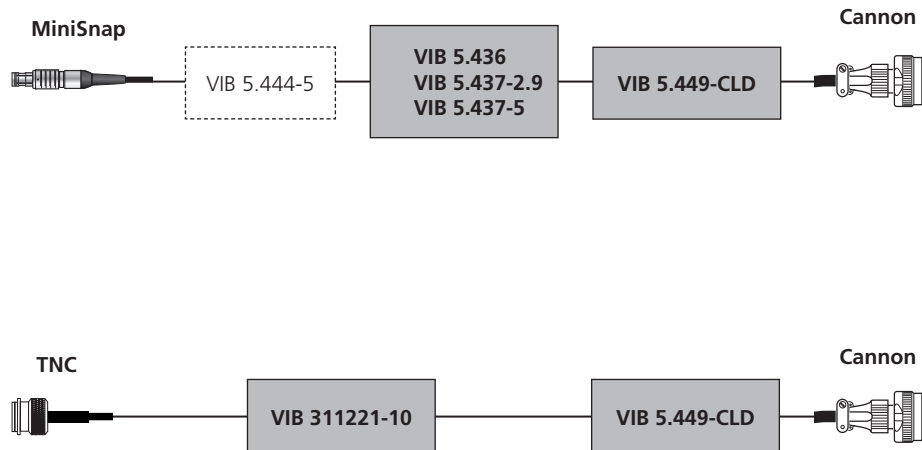 MiniSnap
Cannon
VIB 5.444-5
VIB 5.436
VIB 5.437-2.9
VIB 5.437-5
VIB 5.449-CLD
TNC
Cannon
VIB 311221-10
VIB 5.449-CLD